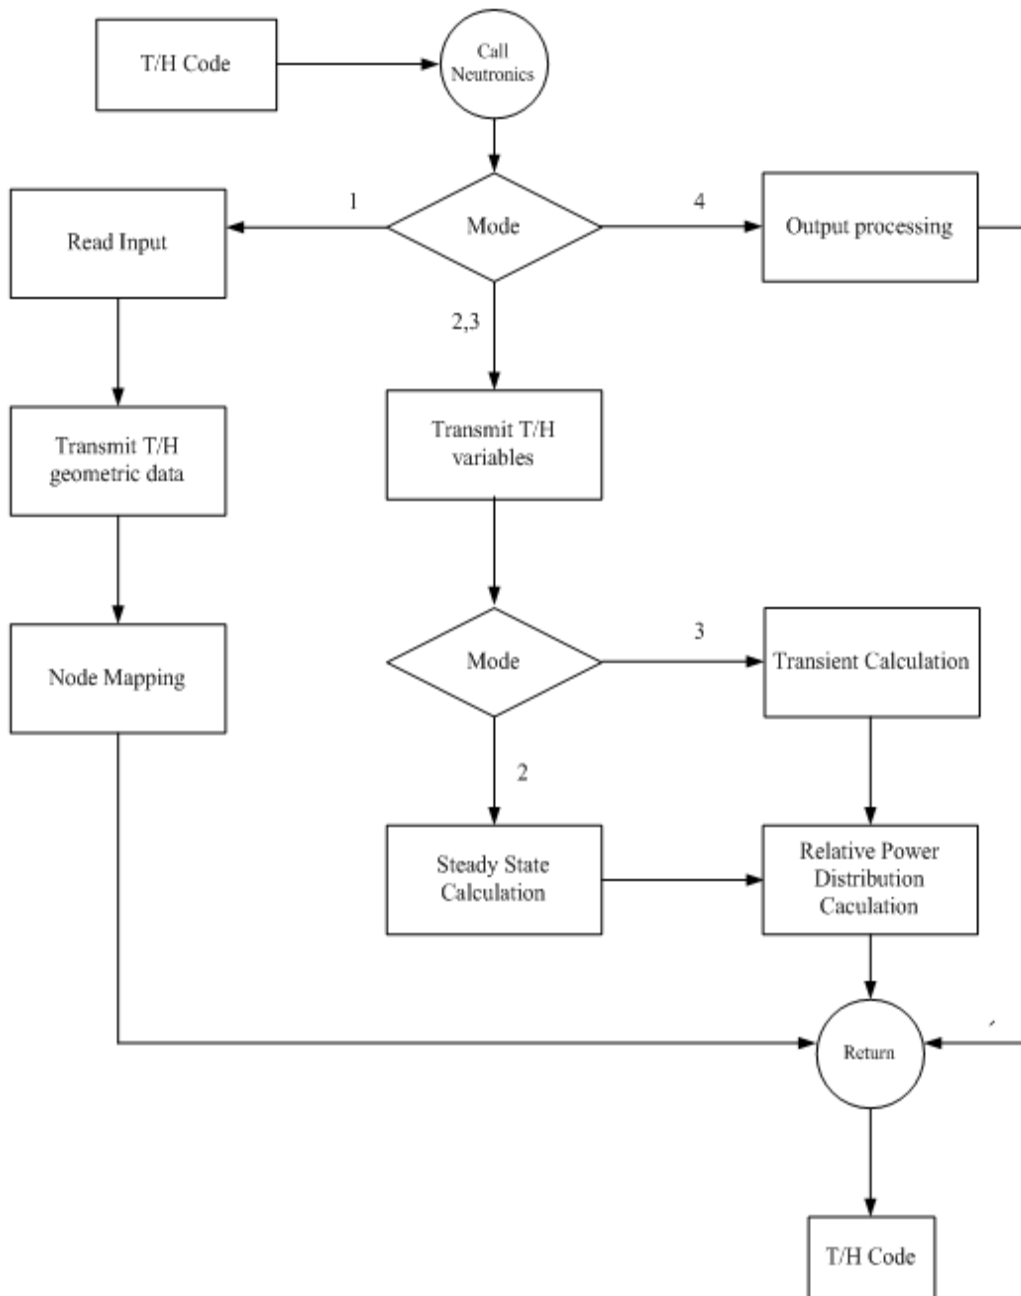 T/H Code
Call
Neutronics
1
Mode
4
Read Input
Output processing
2,3
Transmit T/H
geometric data
Transmit T/H
variables
Node Mapping
Mode
3
Transient Calculation
2
Steady State
Calculation
Relative Power
Distribution
Caculation
Return
T/H Code